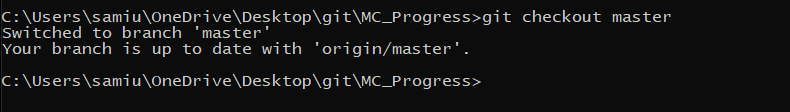 C:\Users\samiu\OneDrive\Desktop\git\MC_Progress>git checkout master
Switched to branch 'master'
Your branch is up to date with 'origin/master'.
C:\Users\samiu\OneDrive\Desktop\git\MC_Progress>